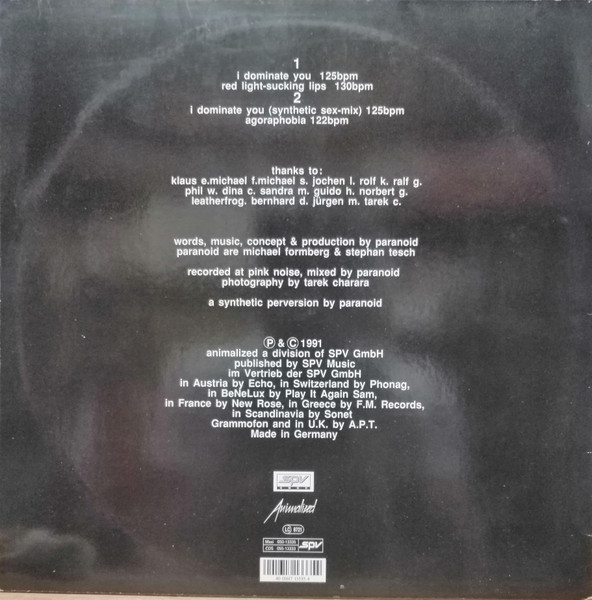 1
i dominate you 125bpm
red light-sucking lips 130bpm
2
i dominate you (synthetic sex-mix) 125bpm
agoraphobia 122bpm
thanks to:
klaus e.michael f.michael s. jochen l. rolf k. ralf g.
phil w. dina c. sandra m. guido h. norbert g.
leatherfrog. bernhard d. jürgen m. tarek c.
words, music, concept & production by paranoid
paranoid are michael formberg & stephan tesch
recorded at pink noise, mixed by paranoid
photography by tarek charara
a synthetic perversion by paranoid
Ⓟ & Ⓒ 1991
animalized a division of SPV GmbH
published by SPV Music
im Vertrieb der SPV GmbH
in Austria by Echo, in Switzerland by Phonag,
in BeNeLux by Play It Again Sam,
in France by New Rose, in Greece by F.M. Records,
in Scandinavia by Sonet
Grammofon and in U.K. by A.P.T.
Made in Germany
spv
Animalized
LC
Maxi
spv